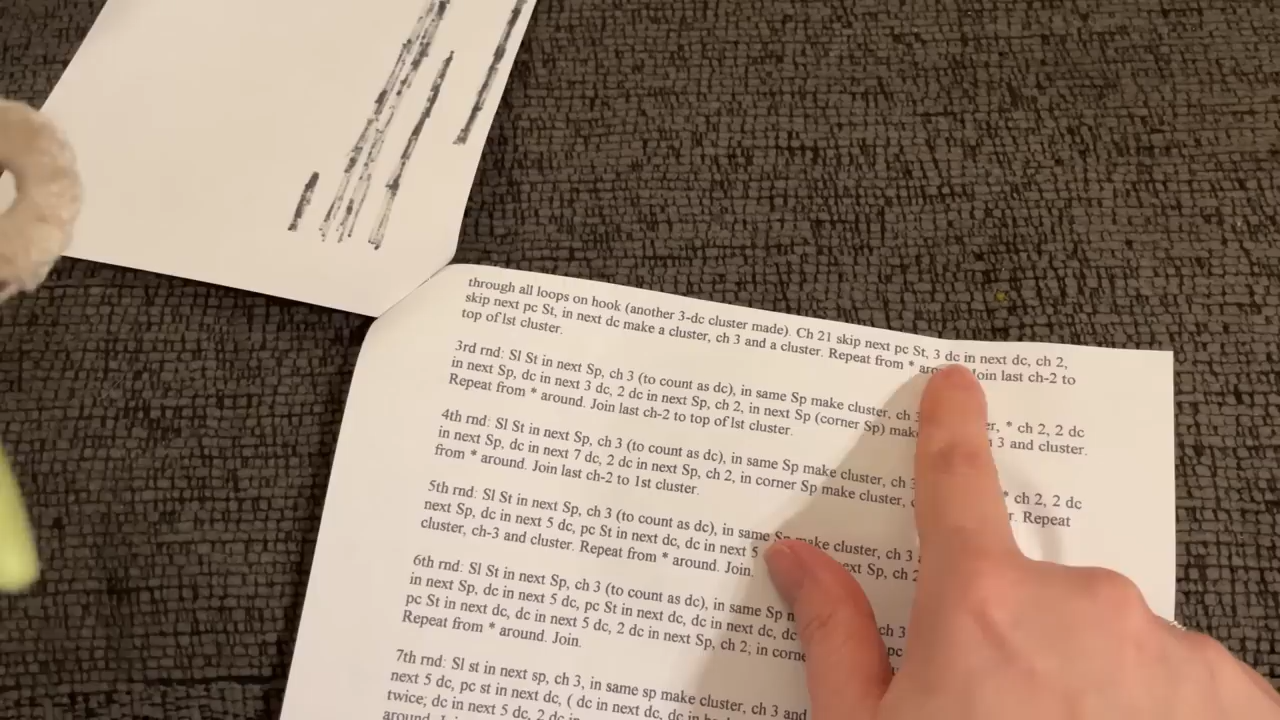 through all loops on hook (another 3-dc cluster made). Ch 21 skip next pc St, 3 dc in next dc, ch 2,
skip next pc St, in next dc make a cluster, ch 3 and a cluster. Repeat from * Join last ch-2 to
top of lst cluster.
3rd rnd: Sl St in next Sp, ch 3 (to count as dc), in same Sp make cluster, ch * ch 2, 2 dc
in next Sp, dc in next 3 dc, 2 dc in next Sp, ch 2, in next Sp (corner Sp) 3 and cluster.
Repeat from * around. Join last ch-2 to top of lst cluster.
4th rnd: Sl St in next Sp, ch 3 (to count as dc), in same Sp make cluster, ch 3 * ch 2, 2 dc
in next Sp, dc in next 7 dc, 2 dc in next Sp, ch 2, in corner Sp make cluster, Repeat
from * around. Join last ch-2 to 1st cluster.
5th rnd: Sl St in next Sp, ch 3 (to count as dc), in same Sp make cluster, ch 3
next Sp, dc in next 5 dc, pc St in next dc, dc in next 5 Sp, ch 2
cluster, ch-3 and cluster. Repeat from * around. Join.
6th rnd: Sl St in next Sp, ch 3 (to count as dc), in same Sp ch 3
in next Sp, dc in next 5 dc, pc St in next dc, dc in next dc, pc
pc St in next dc, dc in next 5 dc, 2 dc in next Sp, ch 2, in
Repeat from * around. Join.
7th rnd: Sl st in next sp, ch 3, in same sp make cluster, ch 3 and
next 5 dc, pc st in next dc, ( dc in next dc, dc in
twice; dc in next 5 dc, 2 dc
around.